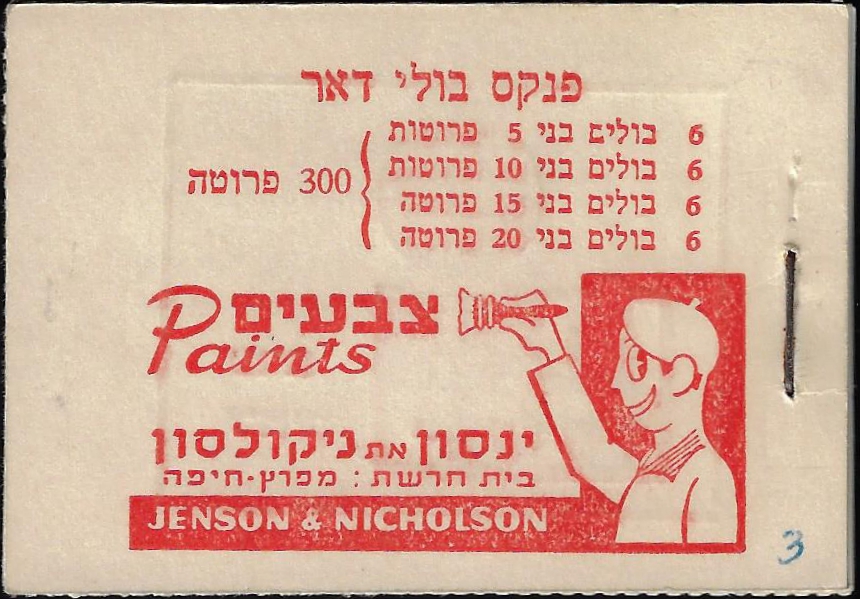 פנקס בולי דאר
6 בולים בני 5 פרוטות
6 בולים בני 10 פרוטות
6 בולים בני 15 פרוטה
6 בולים בני 20 פרוטה
300 פרוטה
צבעים
Paints
ינסון את ניקולסון
בית חרשת : מפרץ-חיפה
JENSON & NICHOLSON
3